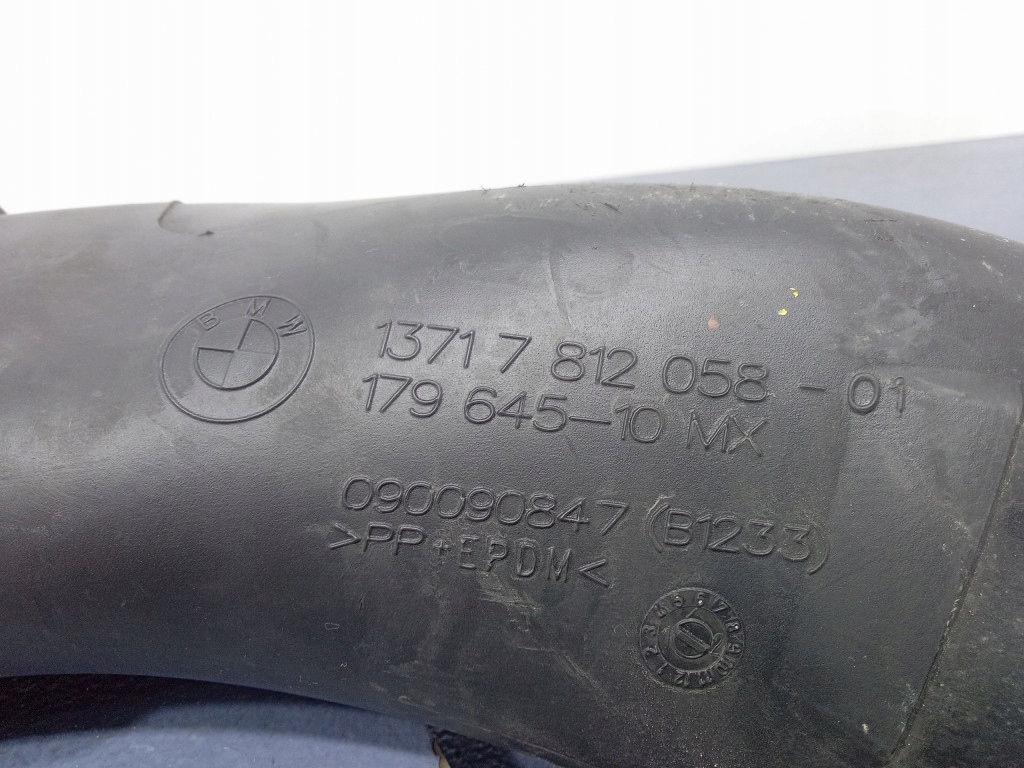 BMW
1371 7 812 058 - 01
179 645-10 MX
090090847 (B1233)
>PP+EPDM<